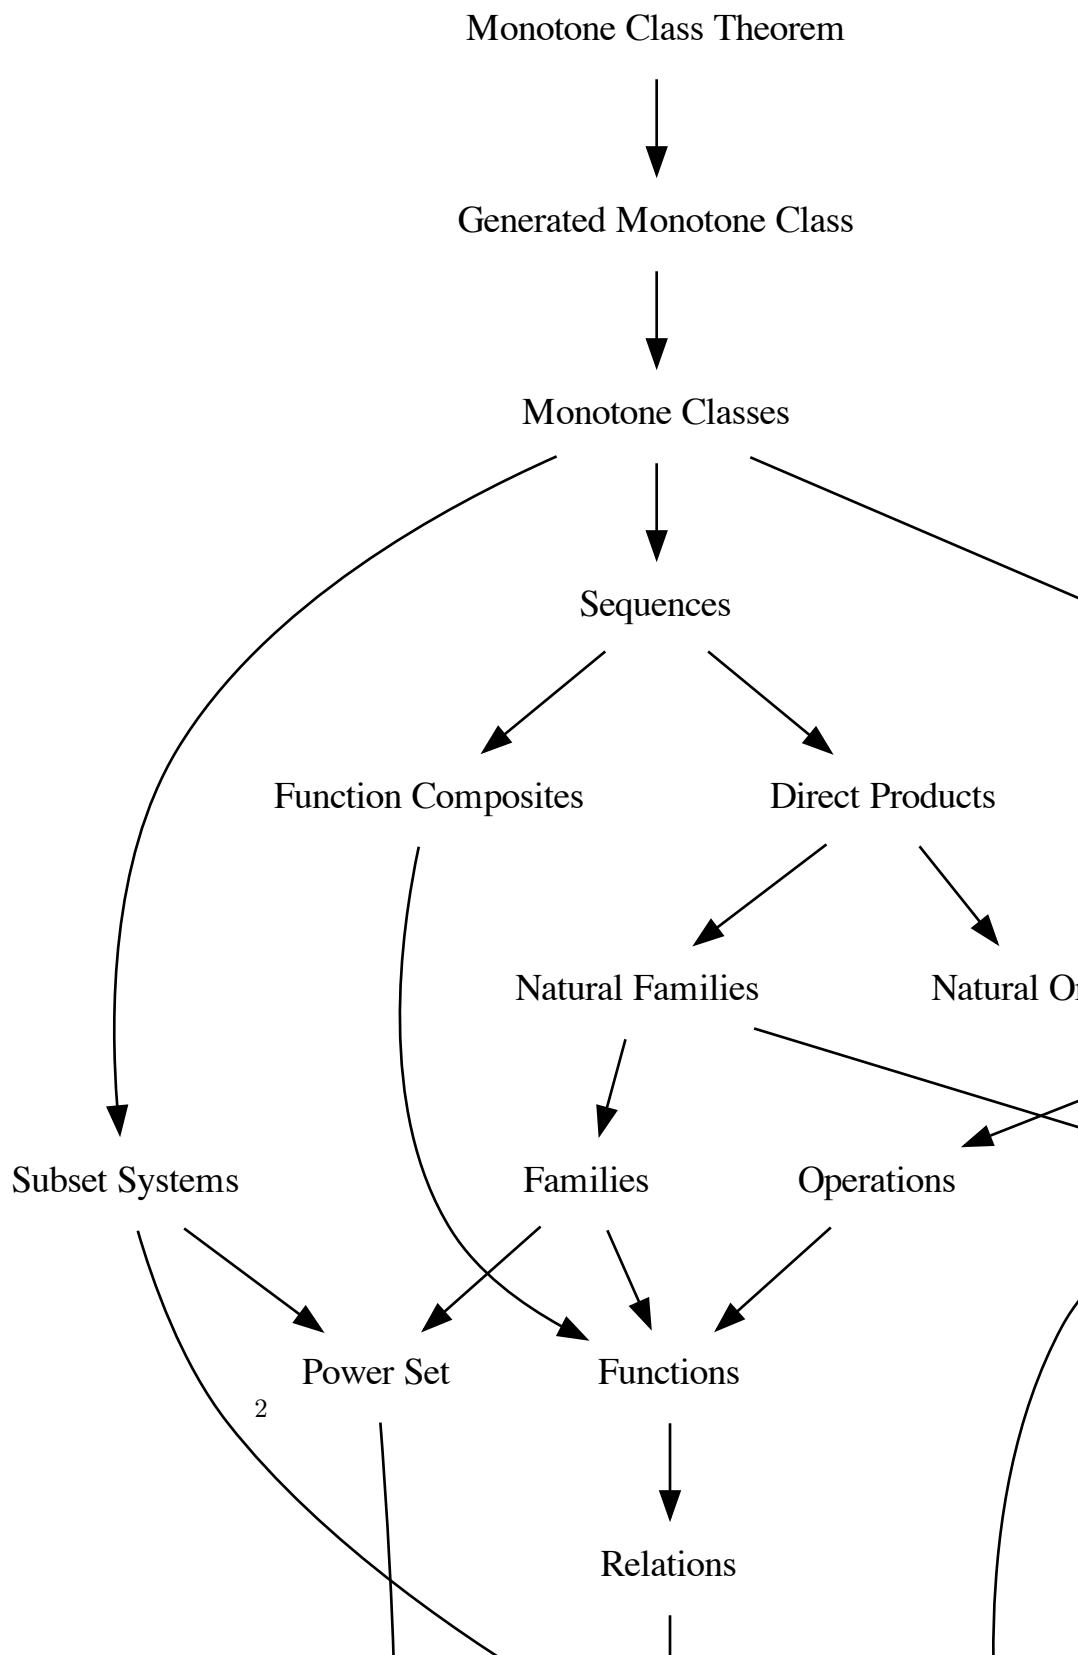 Monotone Class Theorem
Generated Monotone Class
Monotone Classes
Sequences
Function Composites
Direct Products
Natural Families
Natural
Subset Systems
Families
Operations
Power Set
Functions
2
Relations